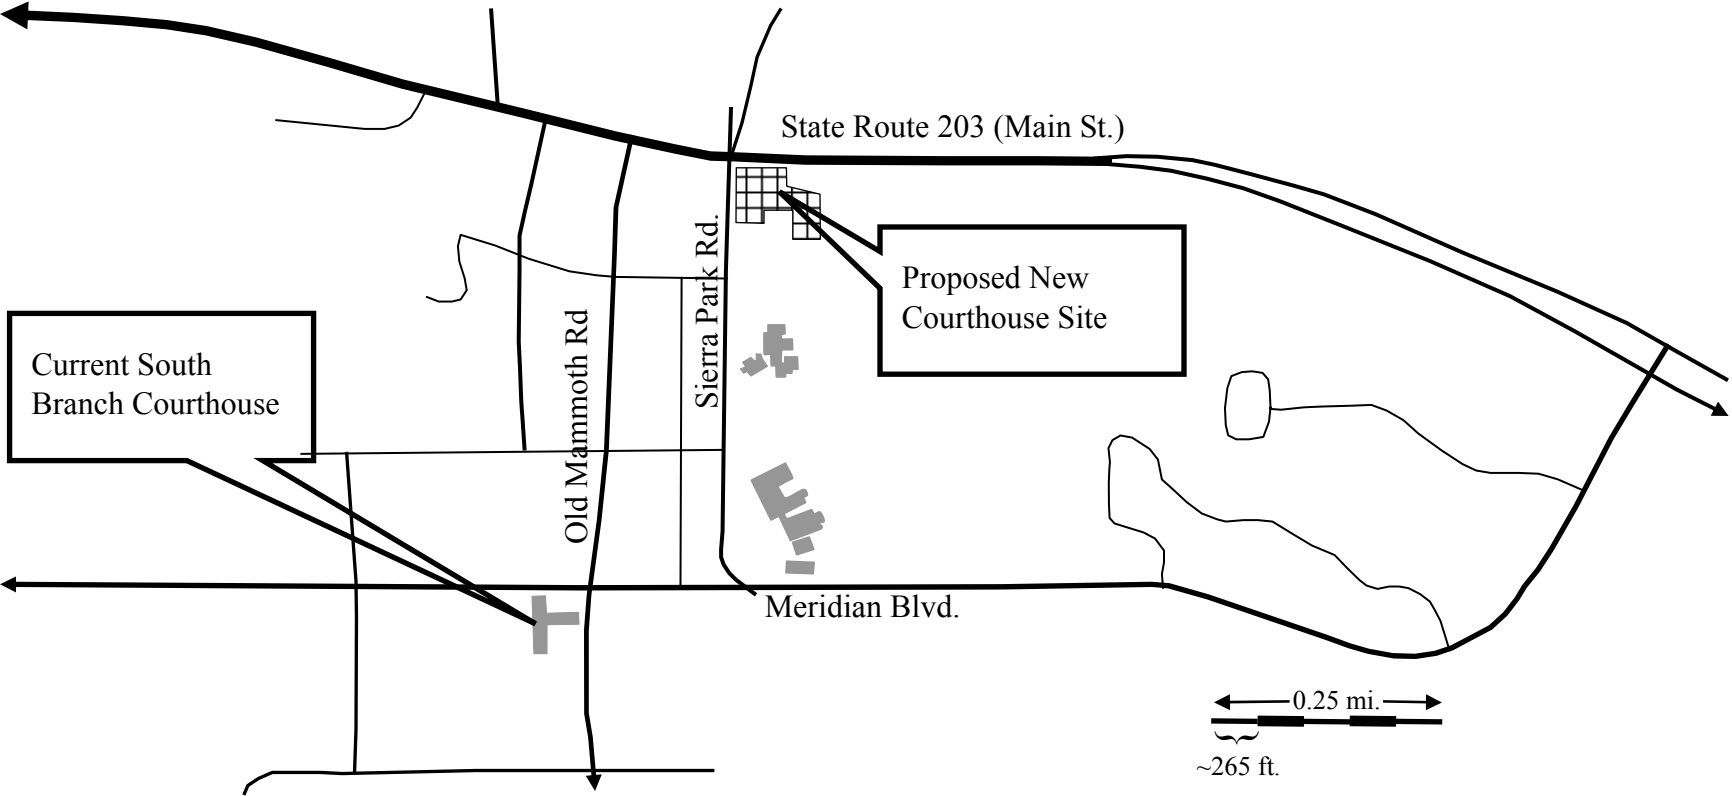 State Route 203 (Main St.)
Proposed New
Courthouse Site
Sierra Park Rd.
Old Mammoth Rd
Current South
Branch Courthouse
Meridian Blvd.
0.25 mi.
~265 ft.